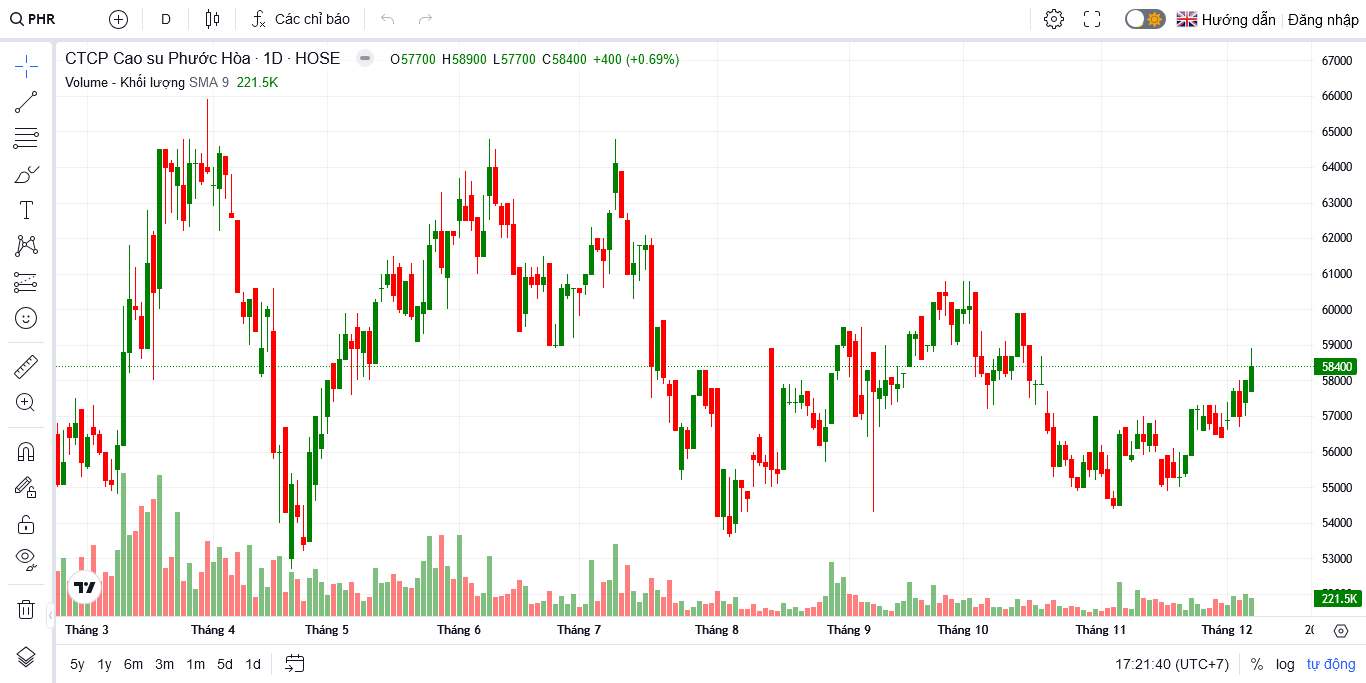 PHR D Các chỉ báo Hướng dẫn Đăng nhập
CTCP Cao su Phước Hòa · 1D · HOSE O57700 H58900 L57700 C58400 +400 (+0.69%)
Volume - Khối lượng SMA 9 221.5K
67000
66000
65000
64000
63000
62000
61000
60000
59000
58400
58000
57000
56000
55000
54000
53000
221.5K
Tháng 3 Tháng 4 Tháng 5 Tháng 6 Tháng 7 Tháng 8 Tháng 9 Tháng 10 Tháng 11 Tháng 12
5y 1y 6m 3m 1m 5d 1d 17:21:40 (UTC+7) % log tự động